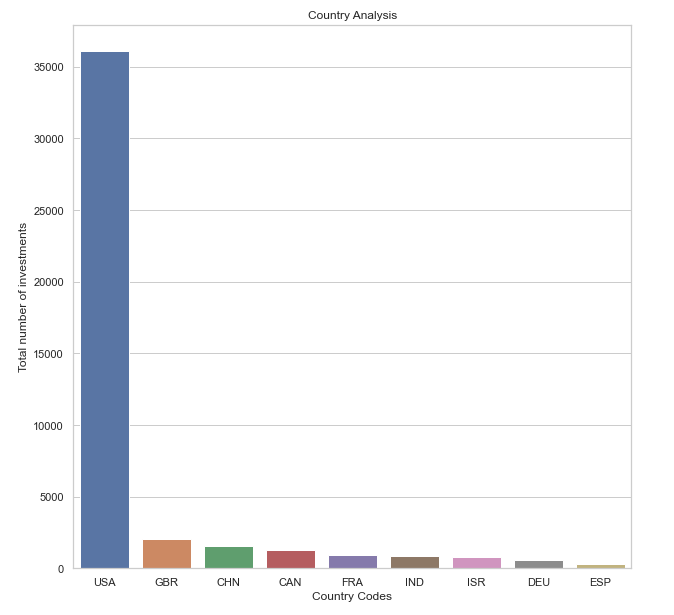 Country Analysis
Total number of investments
35000
30000
25000
20000
15000
10000
5000
0
USA GBR CHN CAN FRA IND ISR DEU ESP
Country Codes